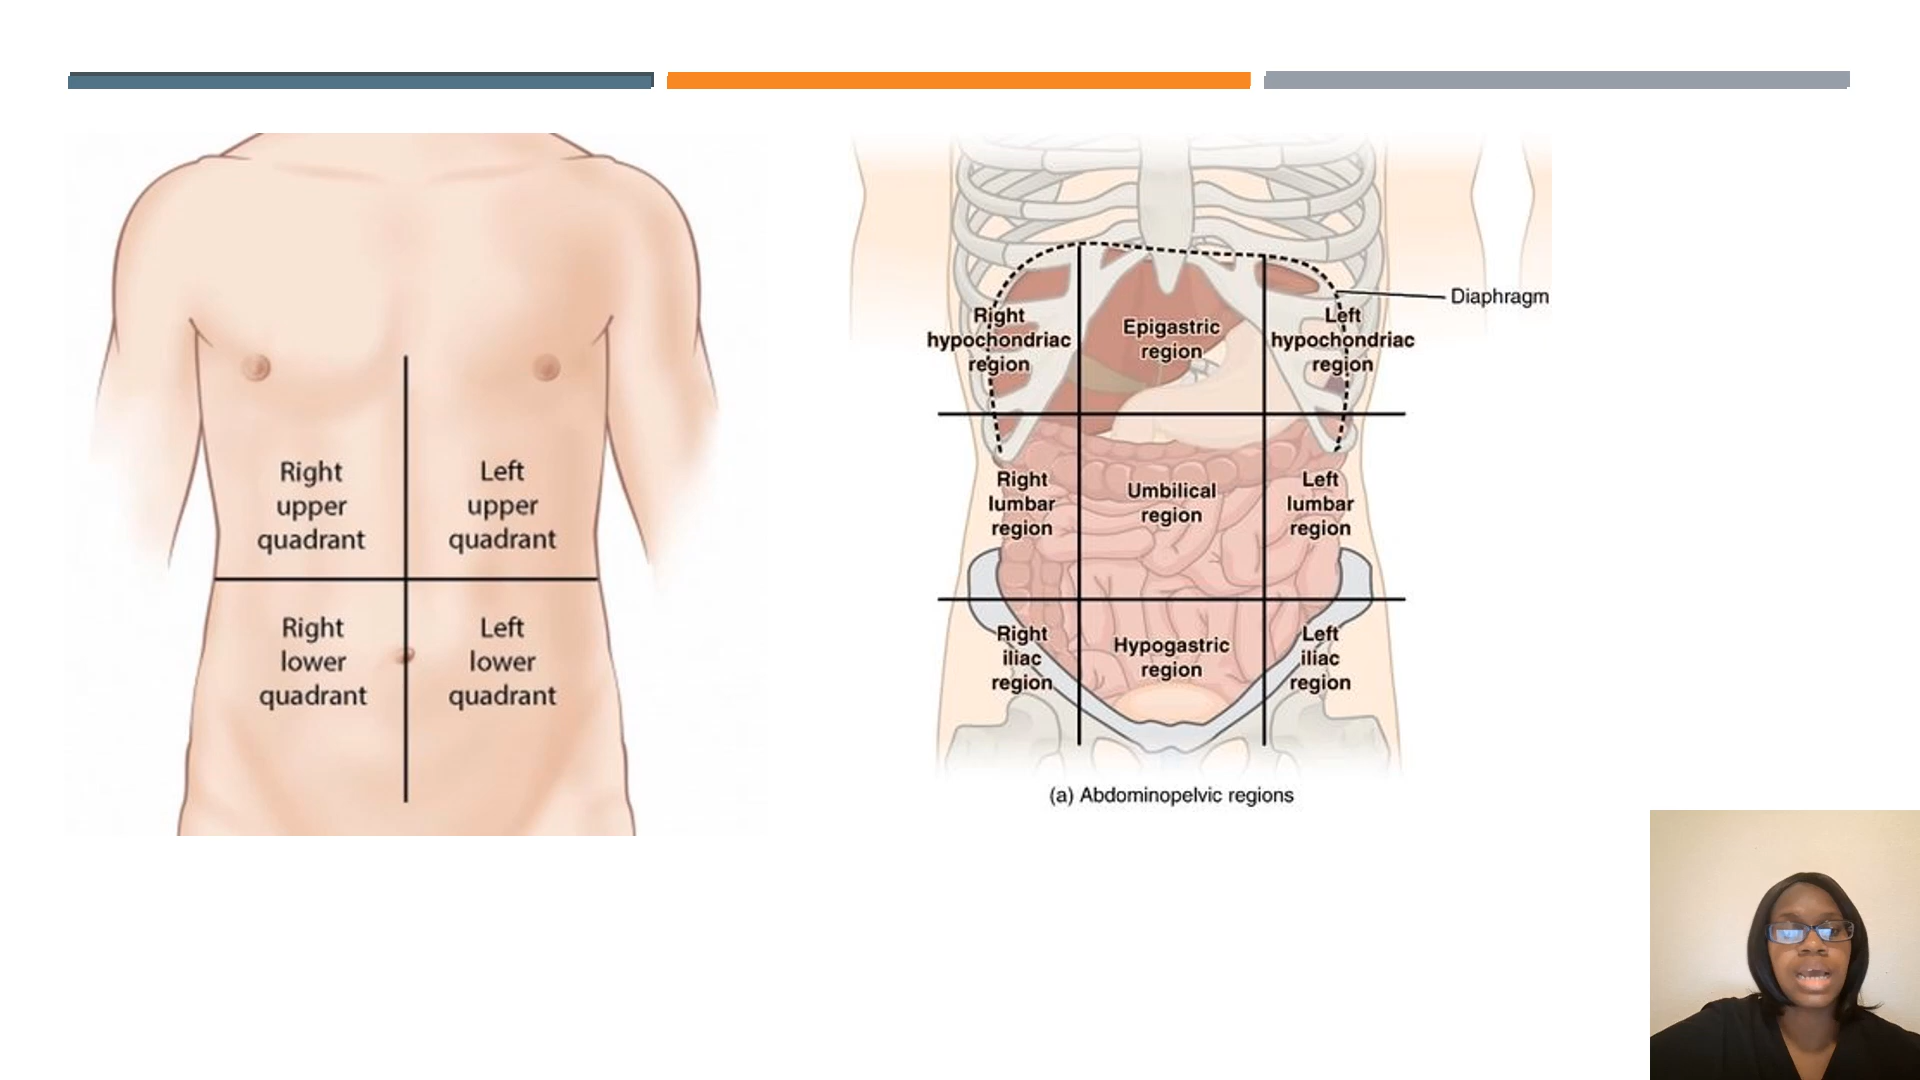 Right
upper
quadrant
Left
upper
quadrant
Right
lower
quadrant
Left
lower
quadrant
Right
hypochondriac
region
Epigastric
region
Left
hypochondriac
region
Diaphragm
Right
lumbar
region
Umbilical
region
Left
lumbar
region
Right
iliac
region
Hypogastric
region
Left
iliac
region
(a) Abdominopelvic regions